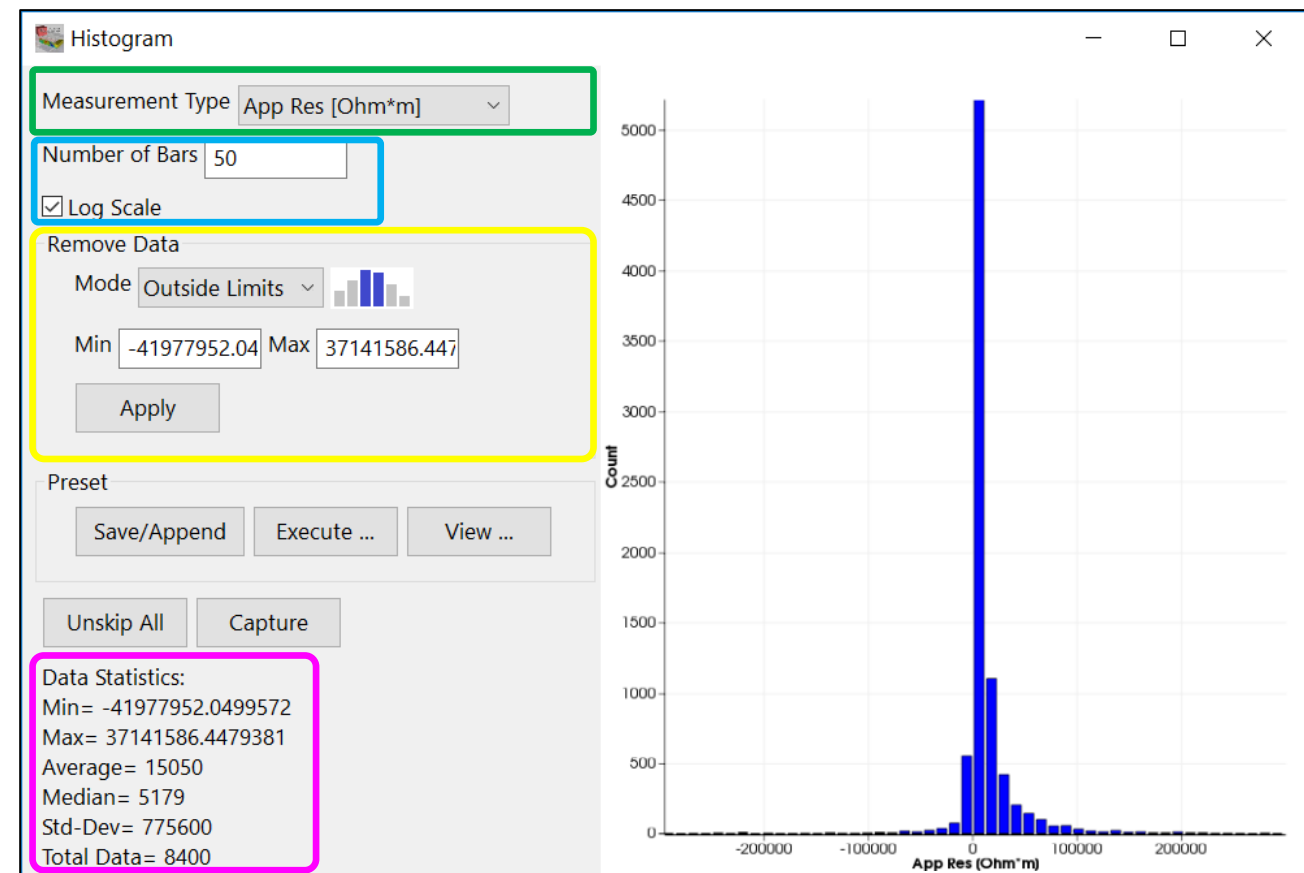 Histogram
Measurement Type App Res [Ohm*m]
Number of Bars 50
Log Scale
Remove Data
Mode Outside Limits
Min -41977952.04 Max 37141586.447
Apply
Preset
Save/Append Execute ... View ...
Unskip All Capture
Data Statistics:
Min= -41977952.0499572
Max= 37141586.4479381
Average= 15050
Median= 5179
Std-Dev= 775600
Total Data= 8400
5000
4500
4000
3500
3000
2500
2000
1500
1000
500
0
Count
-200000 -100000 0 100000 200000
App Res (Ohm*m)